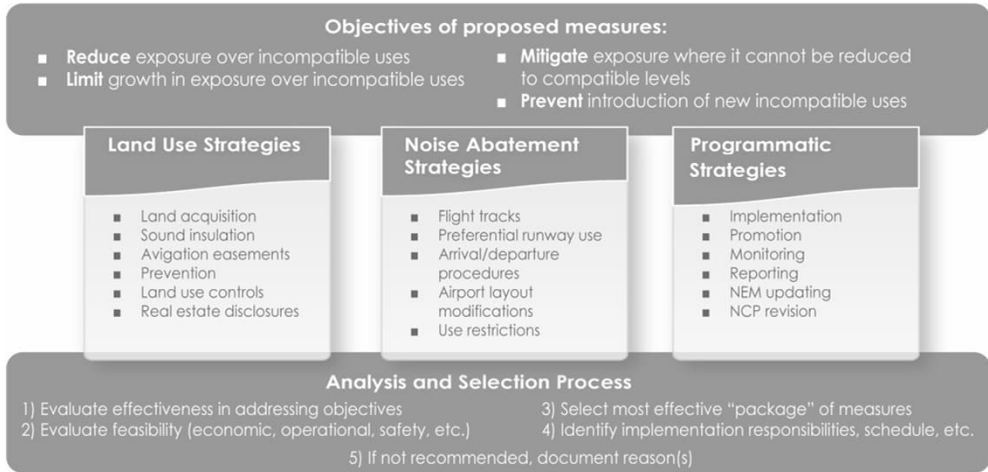 Objectives of proposed measures:
■ Reduce exposure over incompatible uses
■ Limit growth in exposure over incompatible uses
■ Mitigate exposure where it cannot be reduced
to compatible levels
■ Prevent introduction of new incompatible uses
Land Use Strategies
■ Land acquisition
■ Sound insulation
■ Avigation easements
■ Prevention
■ Land use controls
■ Real estate disclosures
Noise Abatement
Strategies
■ Flight tracks
■ Preferential runway use
■ Arrival/departure
procedures
■ Airport layout
modifications
■ Use restrictions
Programmatic
Strategies
■ Implementation
■ Promotion
■ Monitoring
■ Reporting
■ NEM updating
■ NCP revision
Analysis and Selection Process
1) Evaluate effectiveness in addressing objectives
2) Evaluate feasibility (economic, operational, safety, etc.)
3) Select most effective “package” of measures
4) Identify implementation responsibilities, schedule, etc.
5) If not recommended, document reason(s)